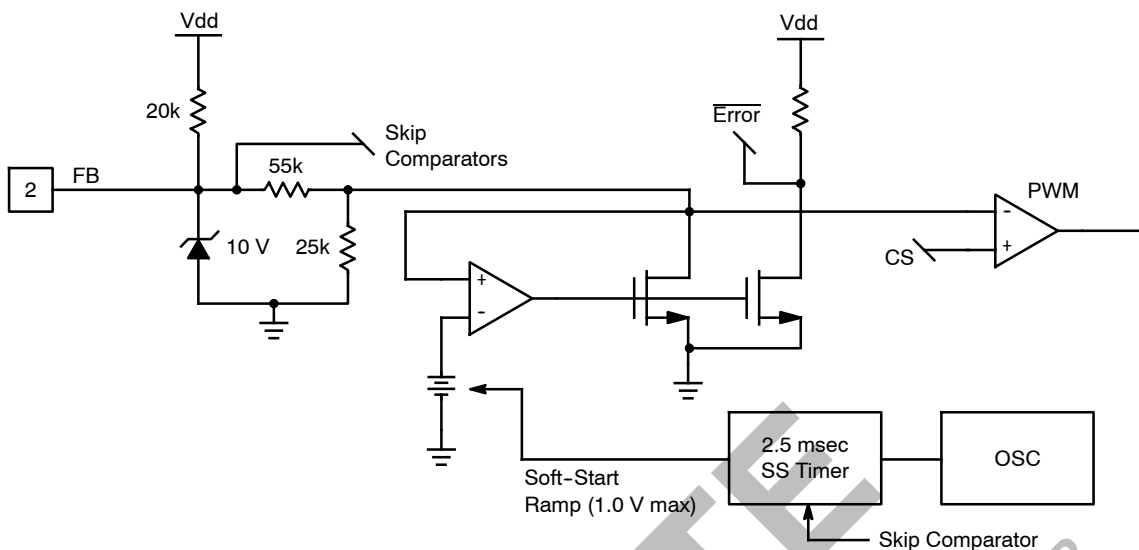 Vdd
Vdd
20k
Error
Skip
Comparators
2
FB
55k
PWM
10 V
25k
+
-
-
+
CS
2.5 msec
SS Timer
OSC
Soft-Start
Ramp (1.0 V max)
Skip Comparator